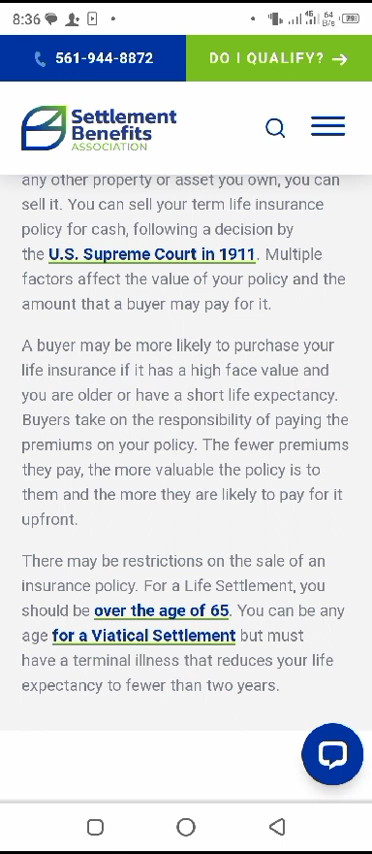 8:36
4G
64
B/s
561-944-8872
DO I QUALIFY?
Settlement
Benefits
ASSOCIATION
any other property or asset you own, you can
sell it. You can sell your term life insurance
policy for cash, following a decision by
the U.S. Supreme Court in 1911. Multiple
factors affect the value of your policy and the
amount that a buyer may pay for it.
A buyer may be more likely to purchase your
life insurance if it has a high face value and
you are older or have a short life expectancy.
Buyers take on the responsibility of paying the
premiums on your policy. The fewer premiums
they pay, the more valuable the policy is to
them and the more they are likely to pay for it
upfront.
There may be restrictions on the sale of an
insurance policy. For a Life Settlement, you
should be over the age of 65. You can be any
age for a Viatical Settlement but must
have a terminal illness that reduces your life
expectancy to fewer than two years.